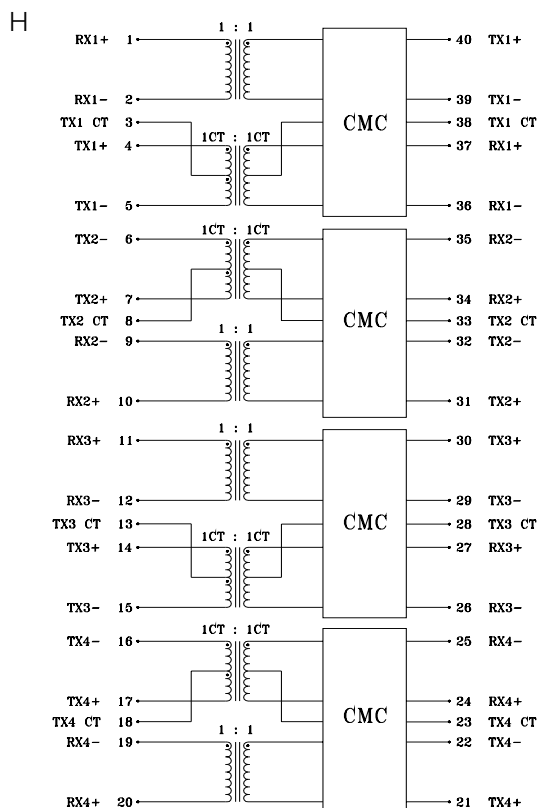 H
1 : 1
RX1+ 1 40 TX1+
RX1- 2 39 TX1-
TX1 CT 3 CMC 38 TX1 CT
1CT : 1CT
TX1+ 4 37 RX1+
TX1- 5 36 RX1-
1CT : 1CT
TX2- 6 35 RX2-
TX2+ 7 34 RX2+
TX2 CT 8 CMC 33 TX2 CT
1 : 1
RX2- 9 32 TX2-
RX2+ 10 31 TX2+
1 : 1
RX3+ 11 30 TX3+
RX3- 12 29 TX3-
TX3 CT 13 CMC 28 TX3 CT
1CT : 1CT
TX3+ 14 27 RX3+
TX3- 15 26 RX3-
1CT : 1CT
TX4- 16 25 RX4-
TX4+ 17 24 RX4+
TX4 CT 18 CMC 23 TX4 CT
1 : 1
RX4- 19 22 TX4-
RX4+ 20 21 TX4+